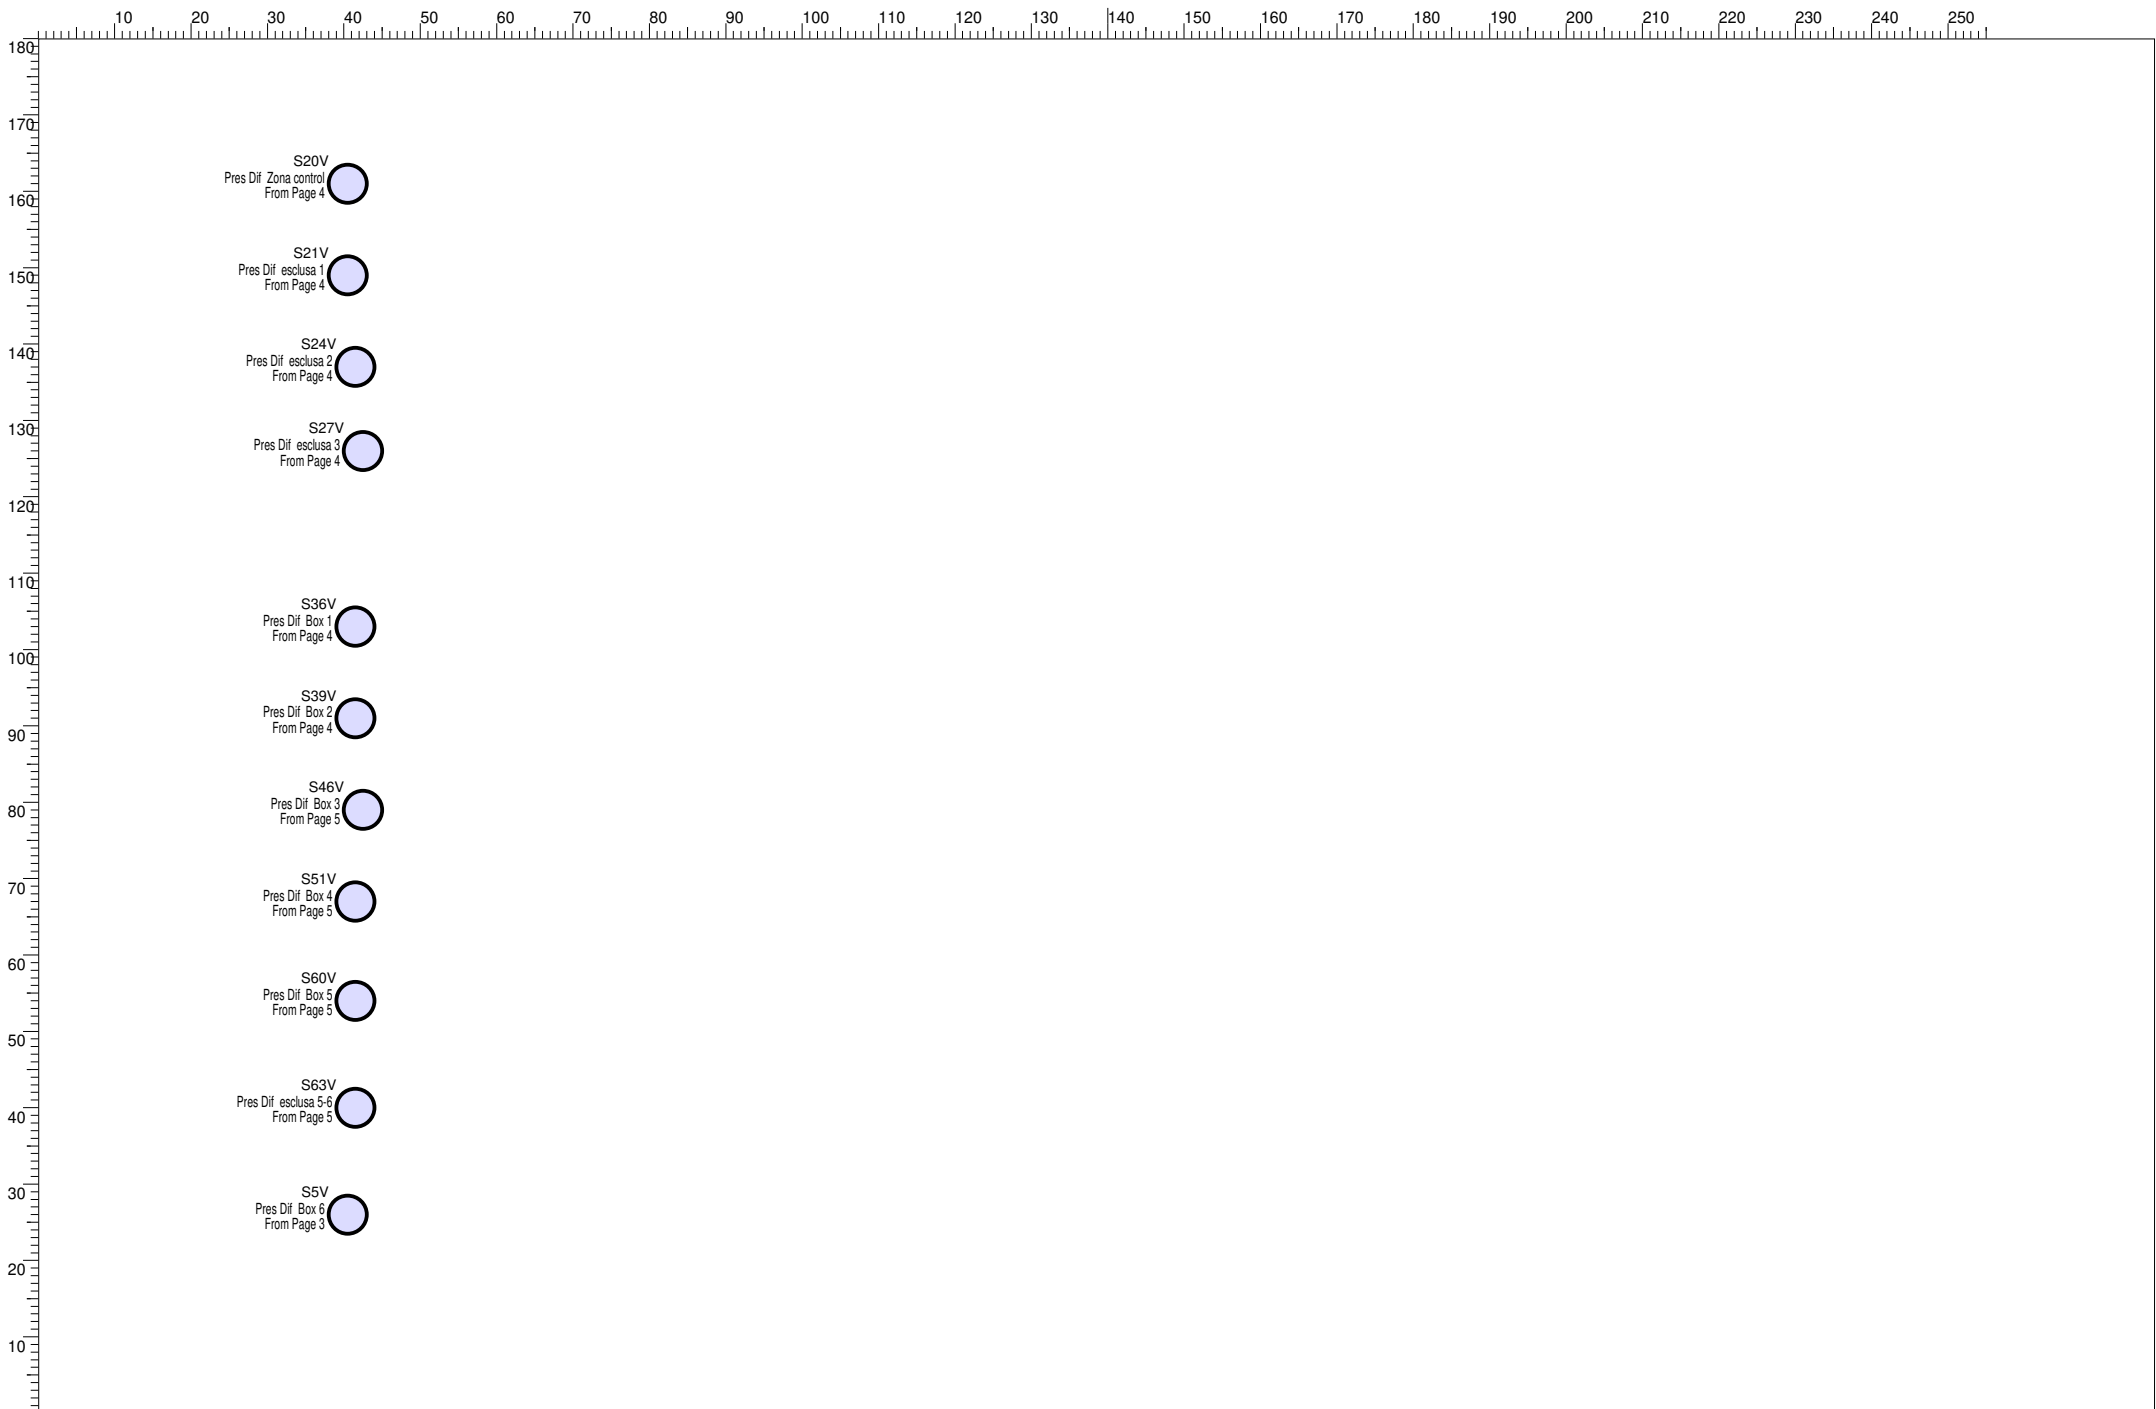 10 20 30 40 50 60 70 80 90 100 110 120 130 140 150 160 170 180 190 200 210 220 230 240 250
180
170
S20V
Pres Dif Zona control
From Page 4
160
S21V
Pres Dif esclusa 1
150
From Page 4
S24V
140
Pres Dif esclusa 2
From Page 4
S27V
130
Pres Dif esclusa 3
From Page 4
120
110
S36V
Pres Dif Box 1
From Page 4
100
S39V
Pres Dif Box 2
From Page 4
90
S46V
Pres Dif Box 3
80
From Page 5
S51V
70
Pres Dif Box 4
From Page 5
60
S60V
Pres Dif Box 5
From Page 5
50
S63V
Pres Dif esclusa 5-6
40
From Page 5
S5V
30
Pres Dif Box 6
From Page 3
20
10